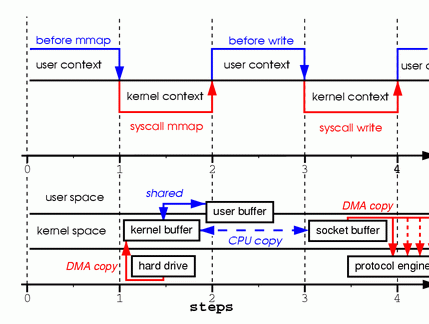 before mmap
before write
user context
user context
user c
kernel context
kernel context
syscall mmap
syscall write
0 1 2 3 4
user space
shared
user buffer
DMA copy
kernel space
kernel buffer
CPU copy
socket buffer
DMA copy
hard drive
protocol engine
0 1 2 3 4
steps